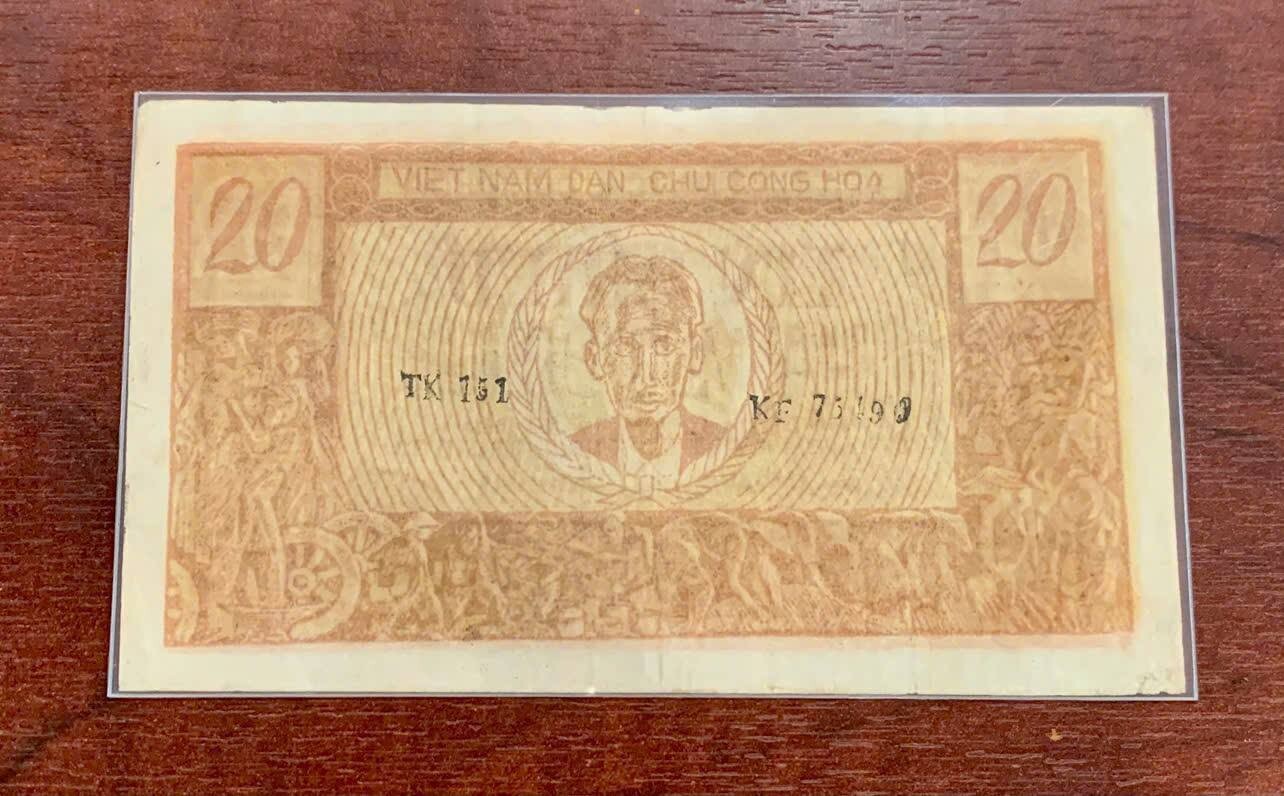 20
VIET NAM DAN CHU CONG HOA
20
TK 151